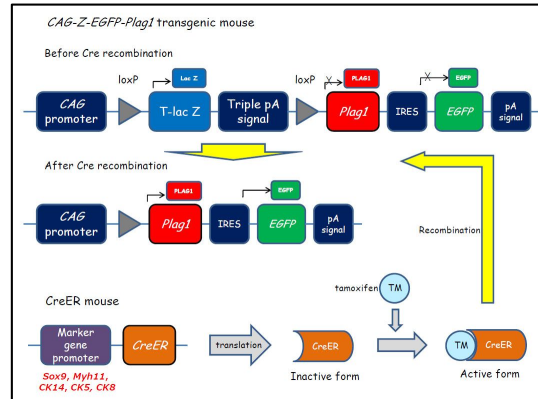 CAG-Z-EGFP-Plag1 transgenic mouse
Before Cre recombination
loxP
Lac Z
loxP
PLAG1
EGFP
CAG promoter
T-lac Z
Triple pA signal
Plag1
IRES
EGFP
pA signal
After Cre recombination
PLAG1
EGFP
CAG promoter
Plag1
IRES
EGFP
pA signal
Recombination
CreER mouse
tamoxifen
TM
Marker gene promoter
CreER
translation
CreER
TM
CreER
Sox9, Myh11,
CK14, CK5, CK8
Inactive form
Active form